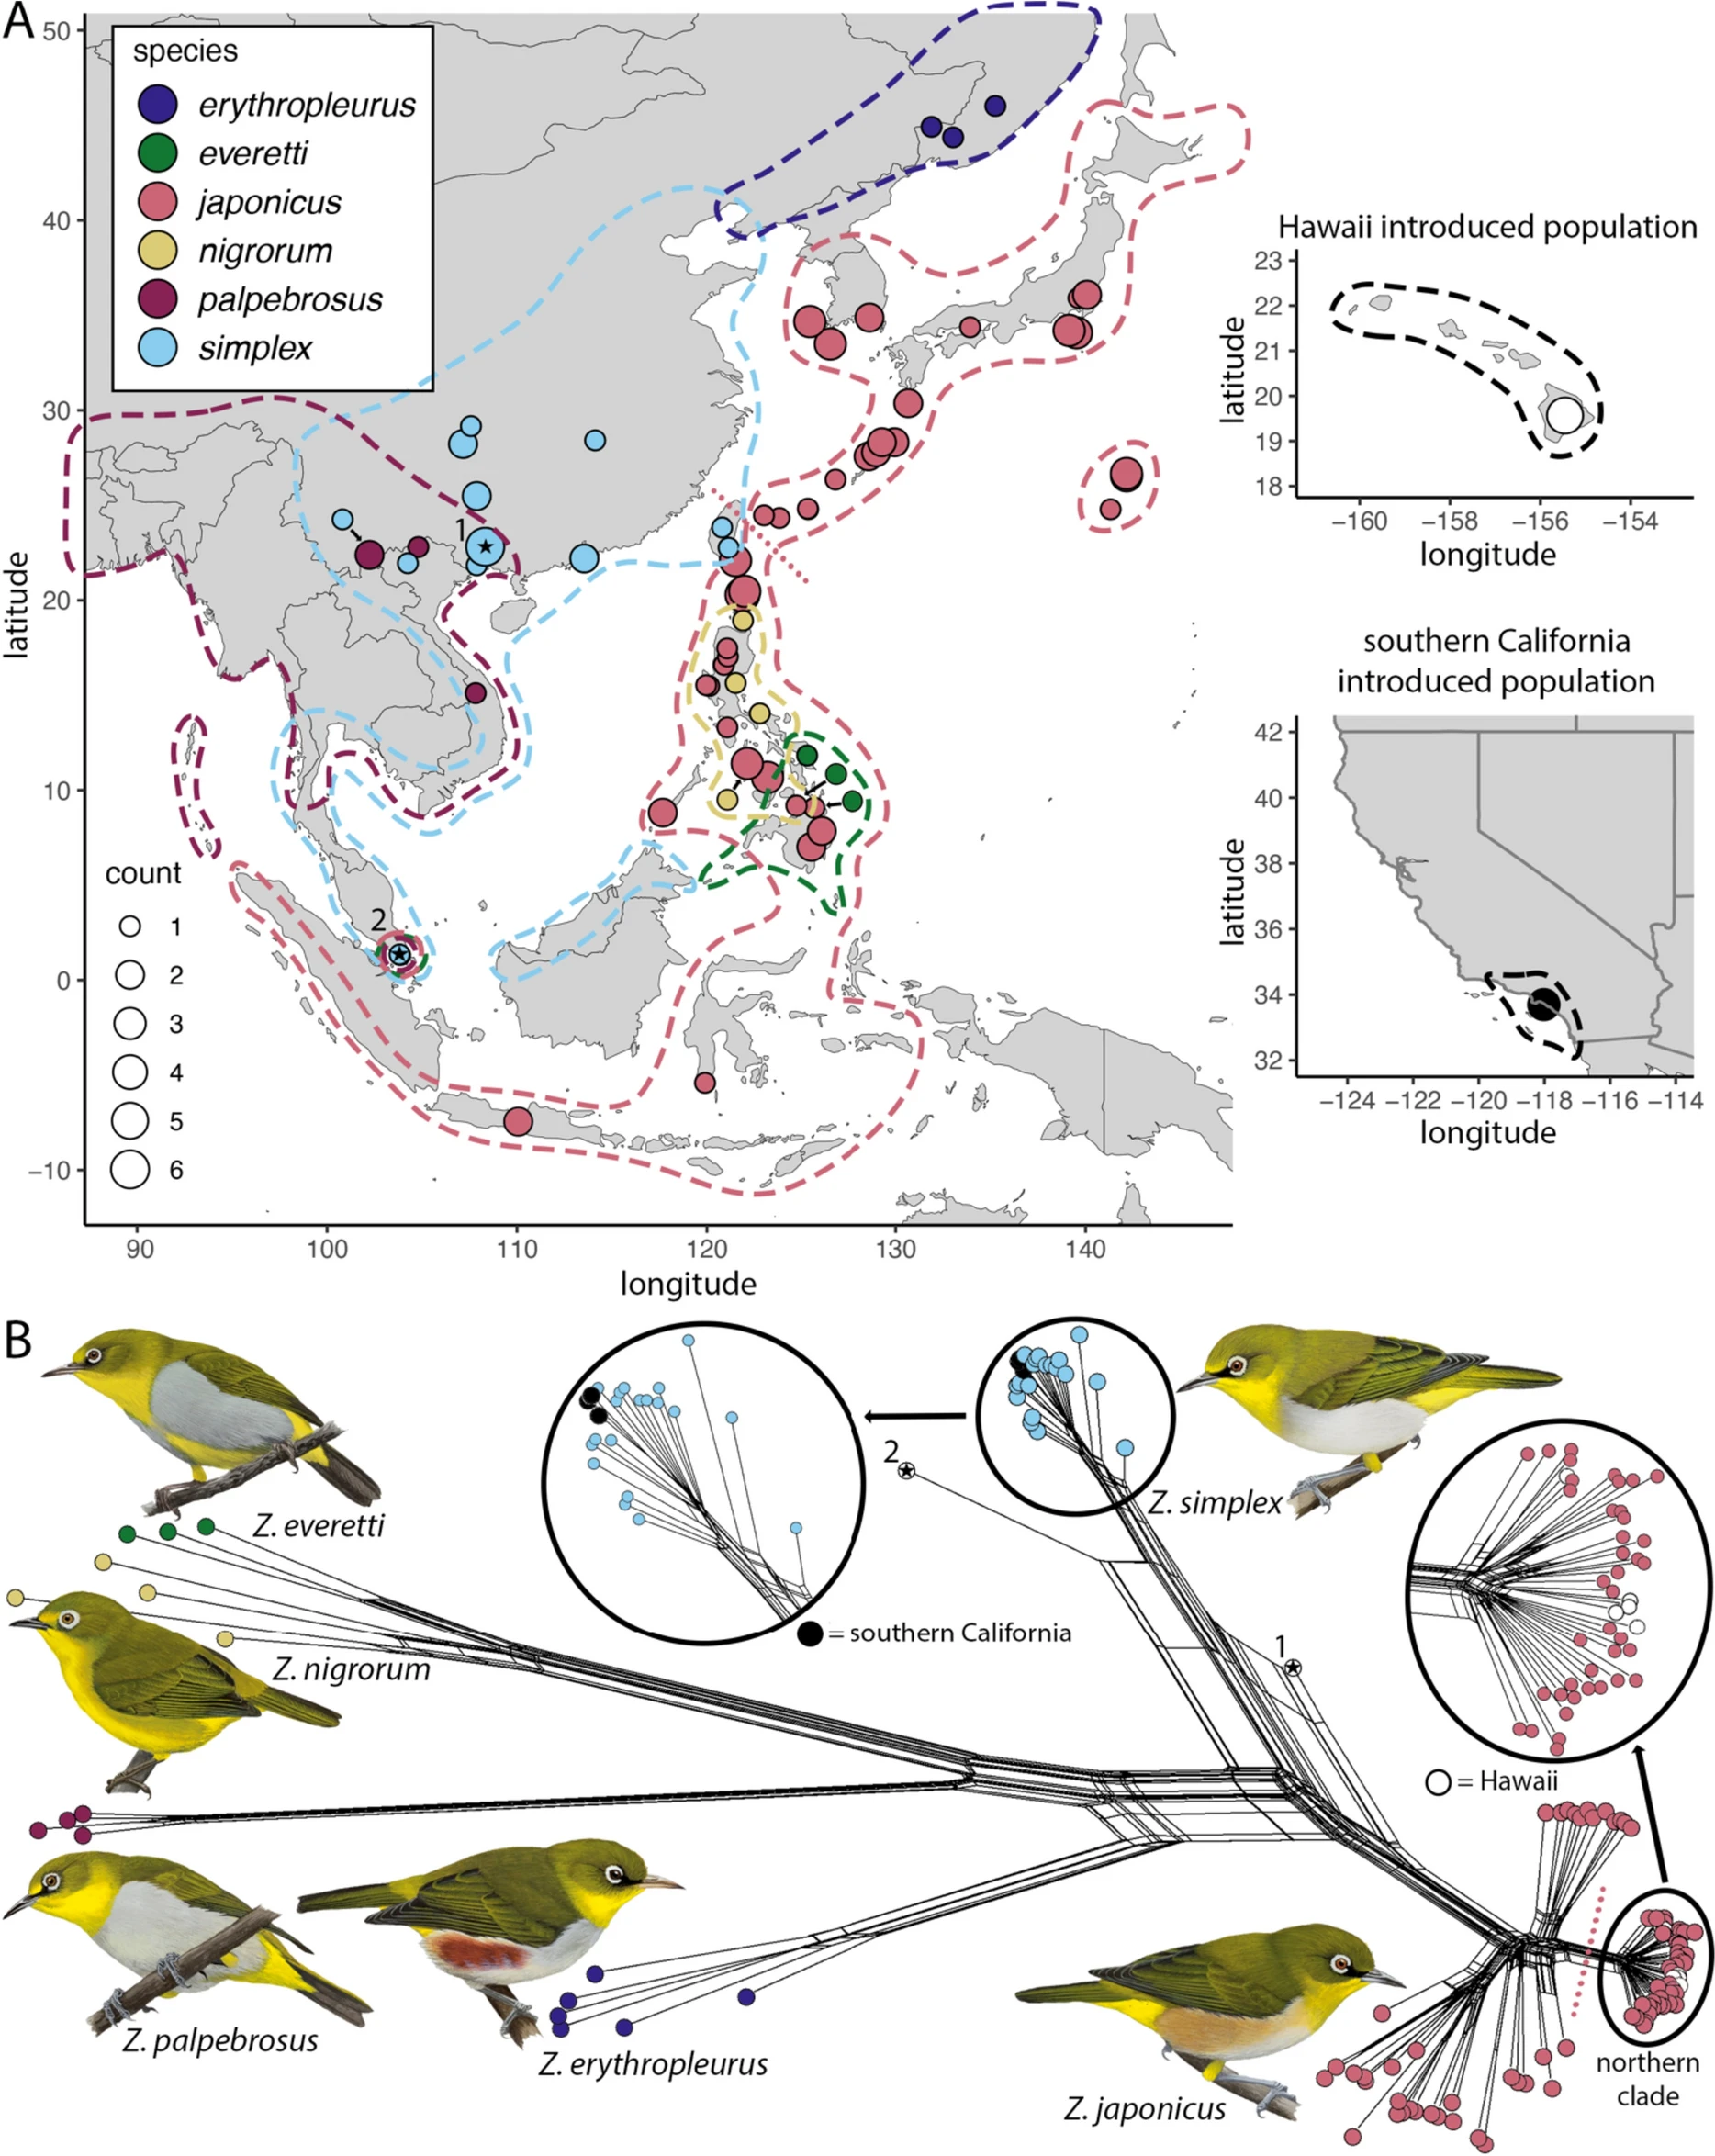 A
species
erythropleurus
everetti
japonicus
nigrorum
palpebrosus
simplex
50
40
30
20
10
0
−10
latitude
1
2
count
1
2
3
4
5
6
90
100
110
120
130
140
longitude
Hawaii introduced population
23
22
21
20
19
18
latitude
−160
−158
−156
−154
longitude
southern California
introduced population
42
40
38
36
34
32
latitude
−124
−122
−120
−118
−116
−114
longitude
B
Z. everetti
Z. nigrorum
2
Z. simplex
= southern California
1
= Hawaii
Z. palpebrosus
Z. erythropleurus
Z. japonicus
northern
clade